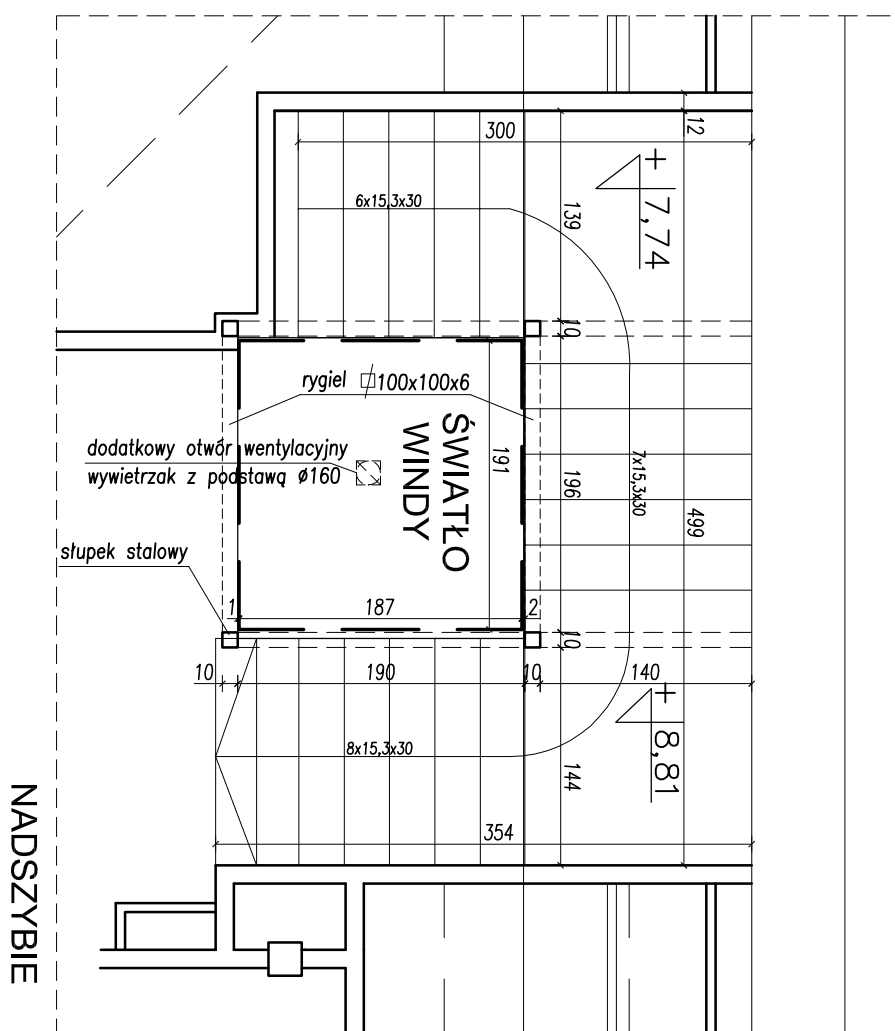 300
12
6x15,3x30
139
+
7,74
10
rygiel □100x100x6
ŚWIATŁO
WINDY
191
dodatkowy otwór wentylacyjny
wywietrzak z podstawą ø160
7x15,3x30
196
499
słupek stalowy
1
187
2
10
10
190
10
140
+
8,81
8x15,3x30
144
354
NADSZYBIE